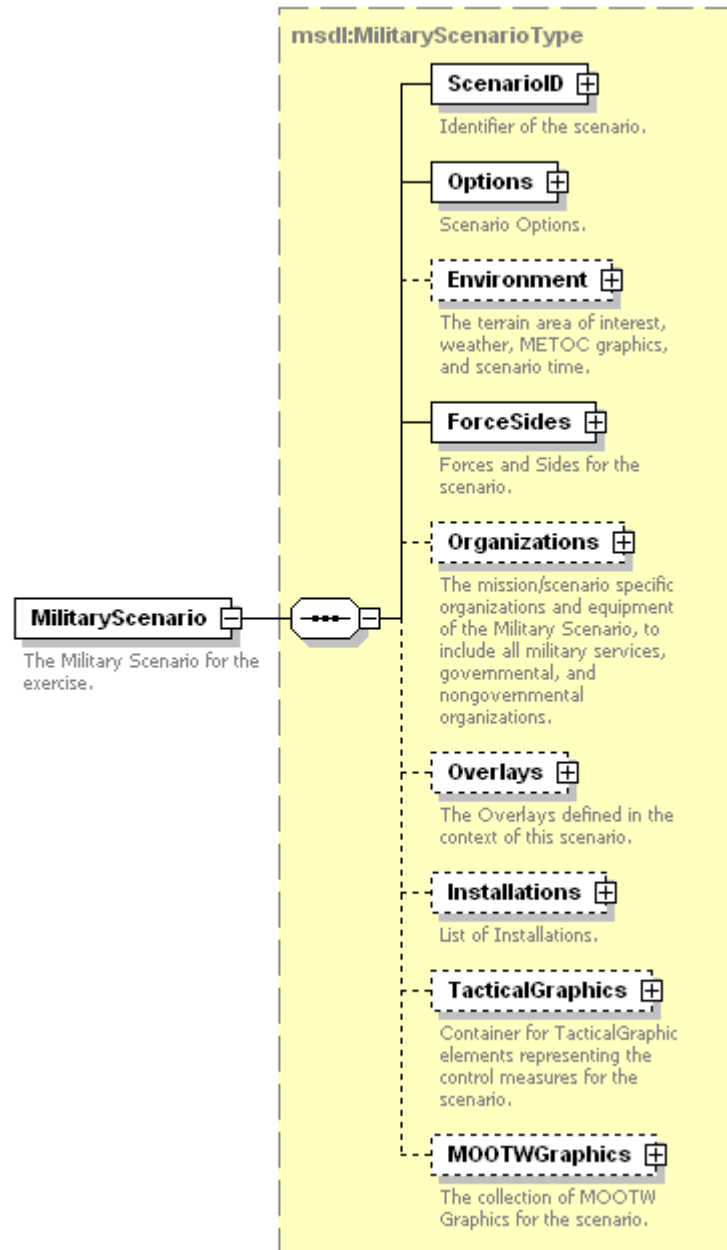 msdl:MilitaryScenarioType
ScenarioID
Identifier of the scenario.
Options
Scenario Options.
Environment
The terrain area of interest,
weather, METOC graphics,
and scenario time.
ForceSides
Forces and Sides for the
scenario.
Organizations
The mission/scenario specific
organizations and equipment
of the Military Scenario, to
include all military services,
governmental, and
nongovernmental
organizations.
MilitaryScenario
The Military Scenario for the
exercise.
Overlays
The Overlays defined in the
context of this scenario.
Installations
List of Installations.
TacticalGraphics
Container for TacticalGraphic
elements representing the
control measures for the
scenario.
MOOTWGraphics
The collection of MOOTW
Graphics for the scenario.